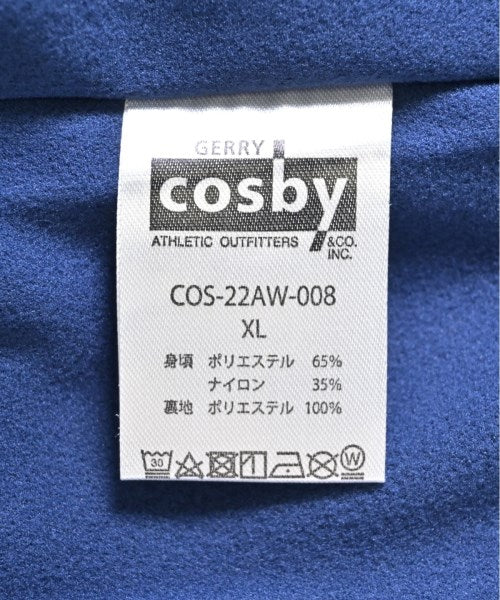 GERRY
cosby
ATHLETIC OUTFITTERS &CO. INC.
COS-22AW-008
XL
身頃 ポリエステル 65%
ナイロン 35%
裏地 ポリエステル 100%
30 W